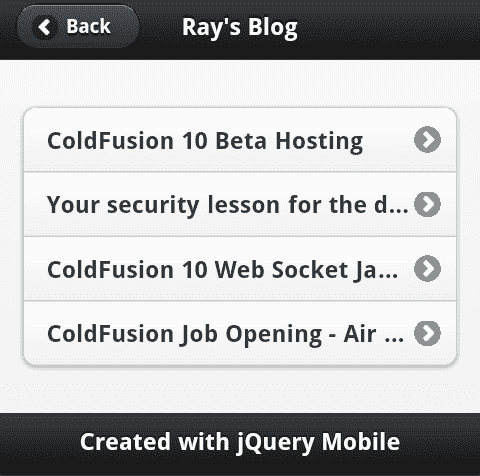 Back
Ray's Blog
ColdFusion 10 Beta Hosting
Your security lesson for the d...
ColdFusion 10 Web Socket Ja...
ColdFusion Job Opening - Air ...
Created with jQuery Mobile